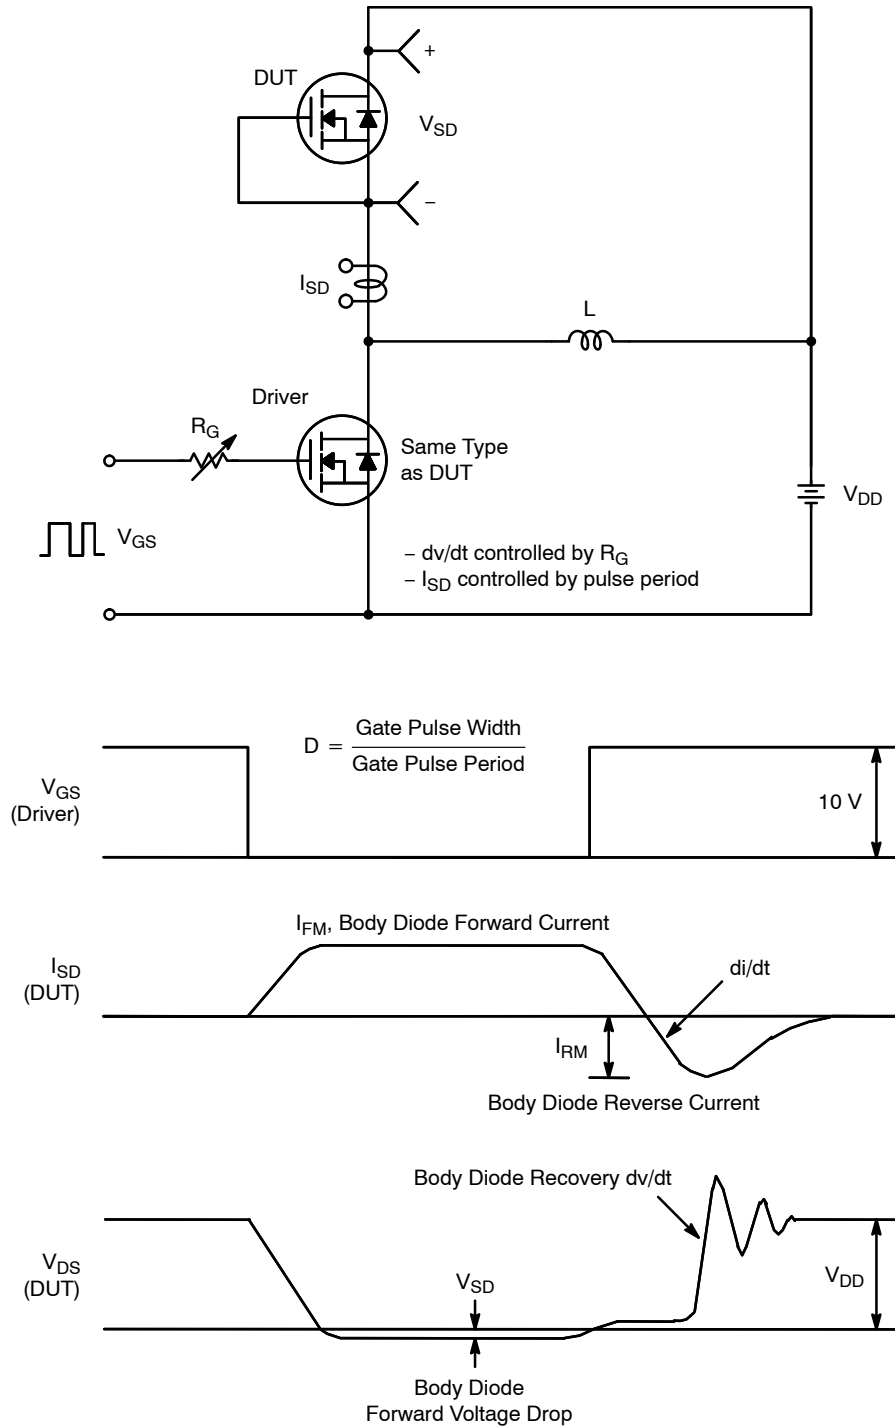 +
DUT
V_SD
−
I_SD
L
Driver
R_G
Same Type
as DUT
V_DD
V_GS
− dv/dt controlled by R_G
− I_SD controlled by pulse period
D = Gate Pulse Width
Gate Pulse Period
V_GS
(Driver)
10 V
I_FM, Body Diode Forward Current
I_SD
(DUT)
di/dt
I_RM
Body Diode Reverse Current
Body Diode Recovery dv/dt
V_DS
(DUT)
V_SD
V_DD
Body Diode
Forward Voltage Drop